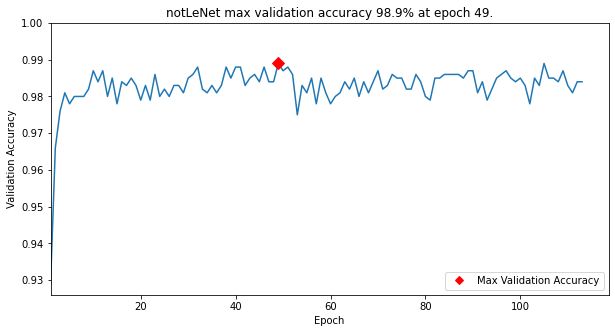 notLeNet max validation accuracy 98.9% at epoch 49.
1.00
0.99
0.98
0.97
0.96
0.95
0.94
0.93
Validation Accuracy
Max Validation Accuracy
20 40 60 80 100
Epoch